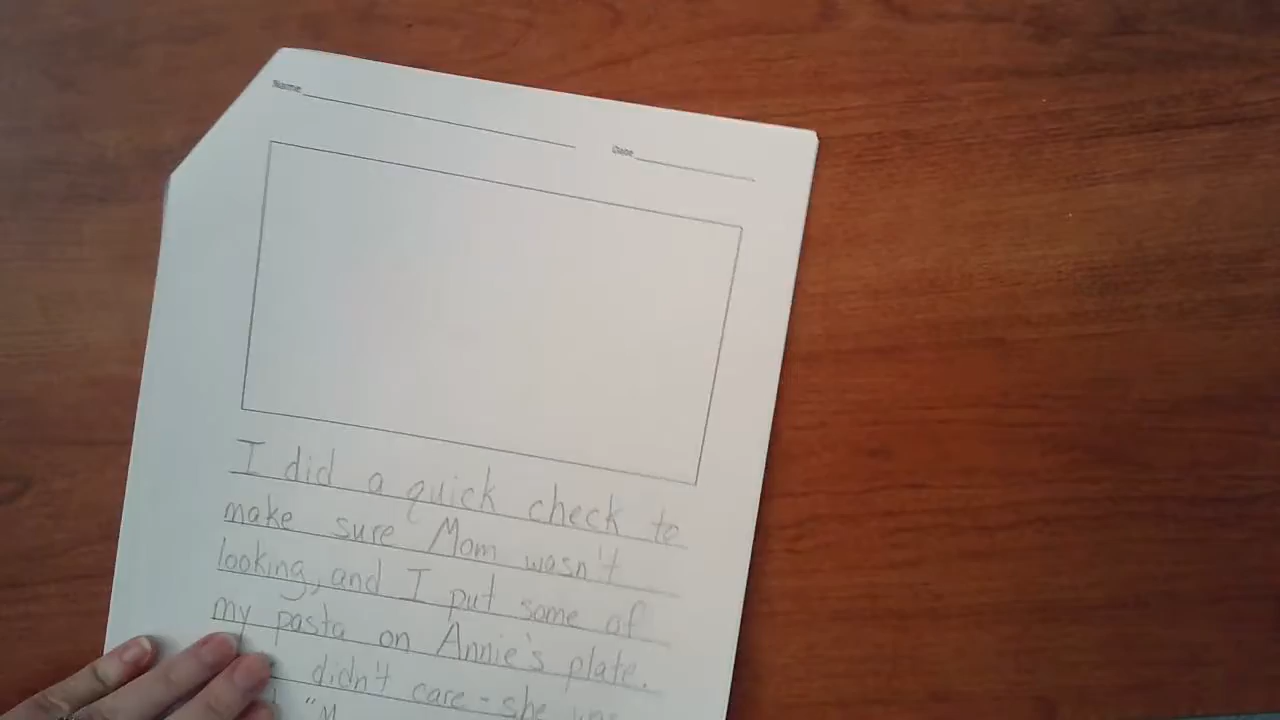 Name
Date
I did a quick check to
make sure Mom wasn't
looking, and I put some of
my pasta on Annie's plate.
didn't care - she was
"M